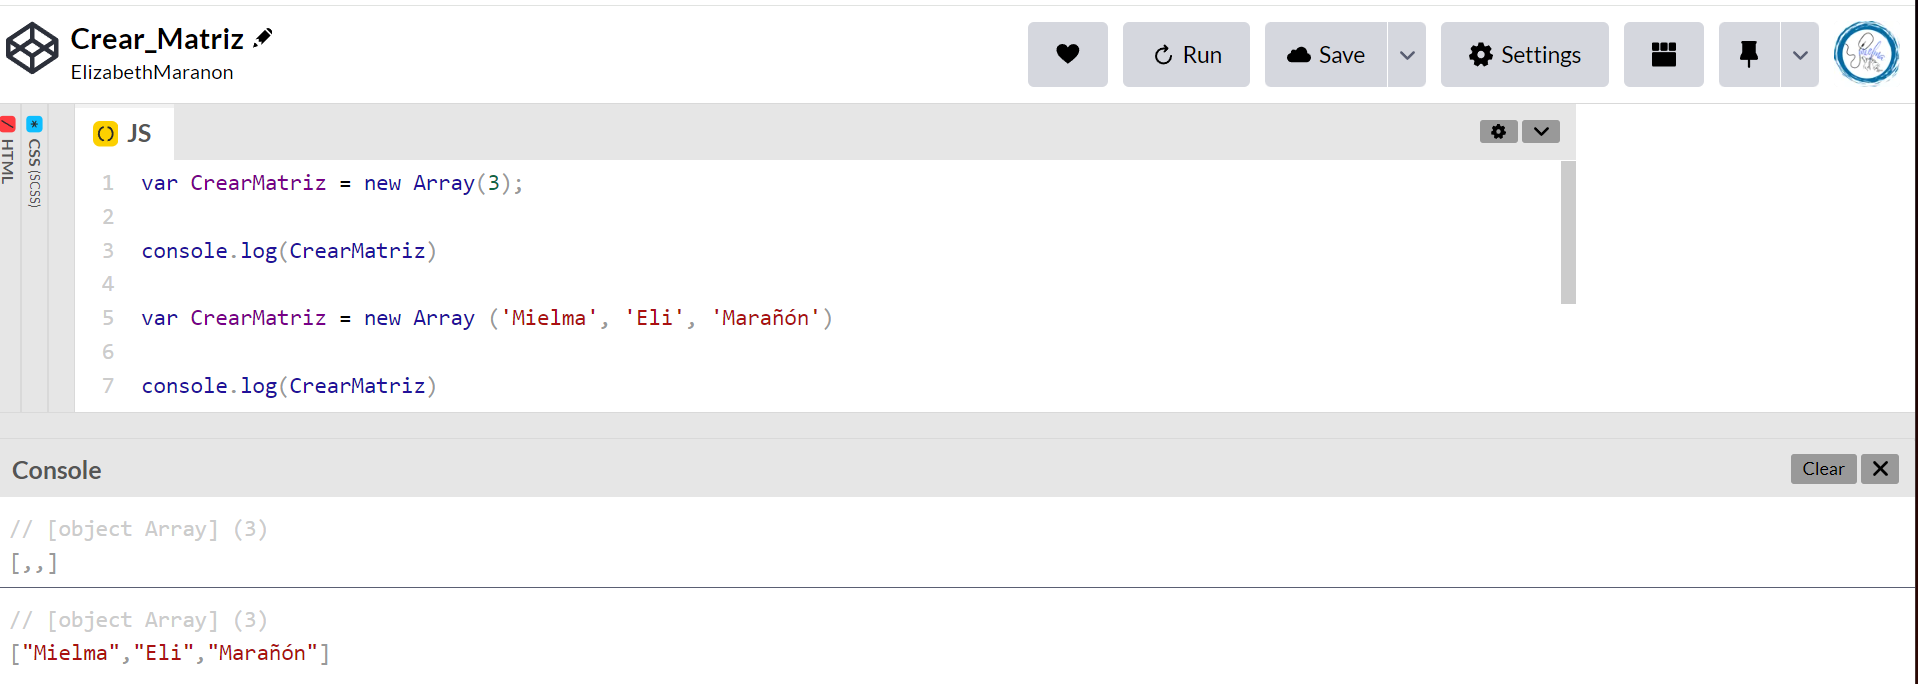 Crear_Matriz
ElizabethMaranon
Run
Save
Settings
HTML
CSS (SCSS)
JS
1 var CrearMatriz = new Array(3);
2
3 console.log(CrearMatriz)
4
5 var CrearMatriz = new Array ('Mielma', 'Eli', 'Marañón')
6
7 console.log(CrearMatriz)
Console
Clear
// [object Array] (3)
[,,]
// [object Array] (3)
["Mielma","Eli","Marañón"]